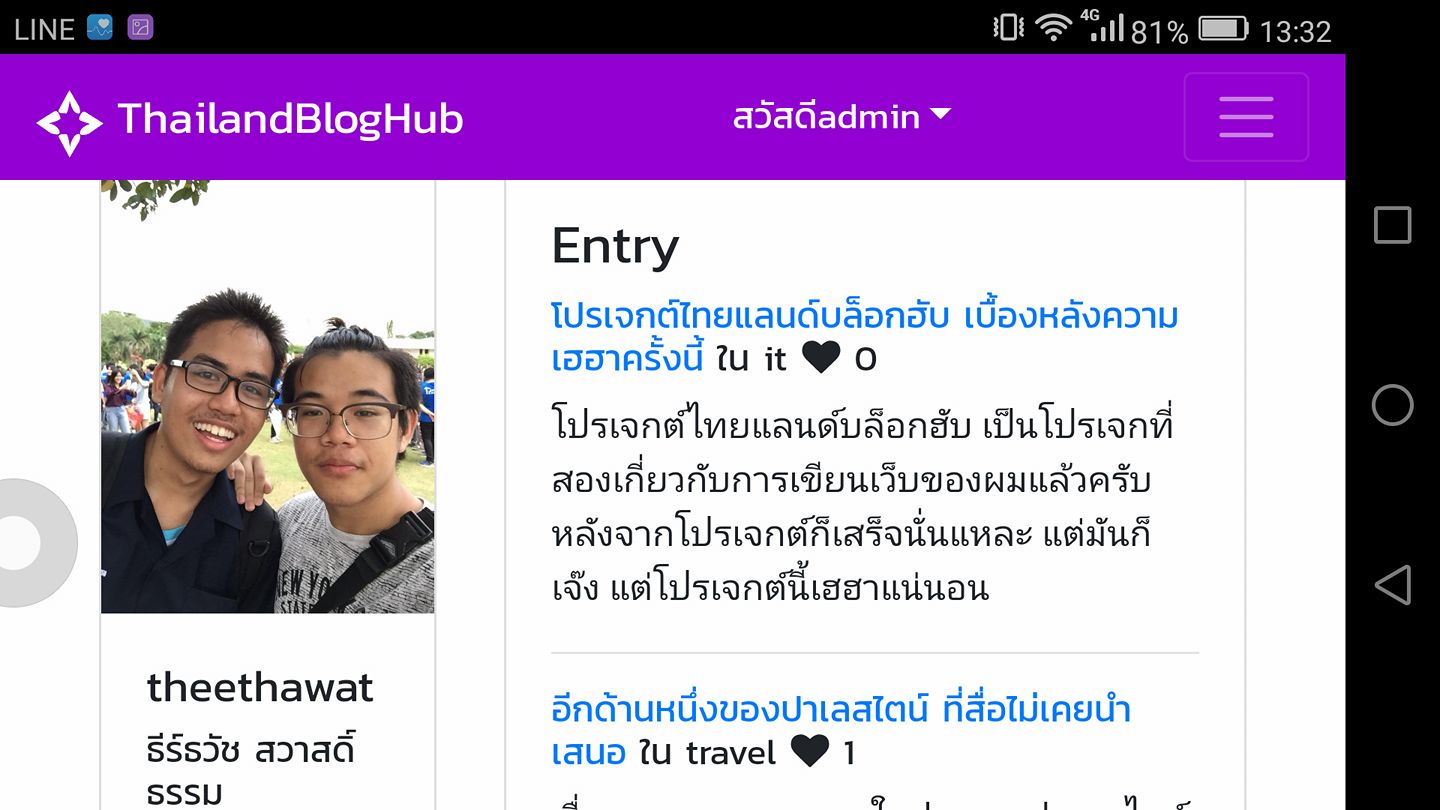 LINE
4G 81% 13:32
ThailandBlogHub
สวัสดีadmin
theethawat
ธีร์ธวัช สวาสดิ์
ธรรม
Entry
โปรเจกต์ไทยแลนด์บล็อกฮับ เบื้องหลังความ
เฮฮาครั้งนี้ ใน it ♥ 0
โปรเจกต์ไทยแลนด์บล็อกฮับ เป็นโปรเจกที่
สองเกี่ยวกับการเขียนเว็บของผมแล้วครับ
หลังจากโปรเจกต์ก็เสร็จนั่นแหละ แต่มันก็
เจ๊ง แต่โปรเจกต์นี้เฮฮาแน่นอน
อีกด้านหนึ่งของปาเลสไตน์ ที่สื่อไม่เคยนำ
เสนอ ใน travel ♥ 1